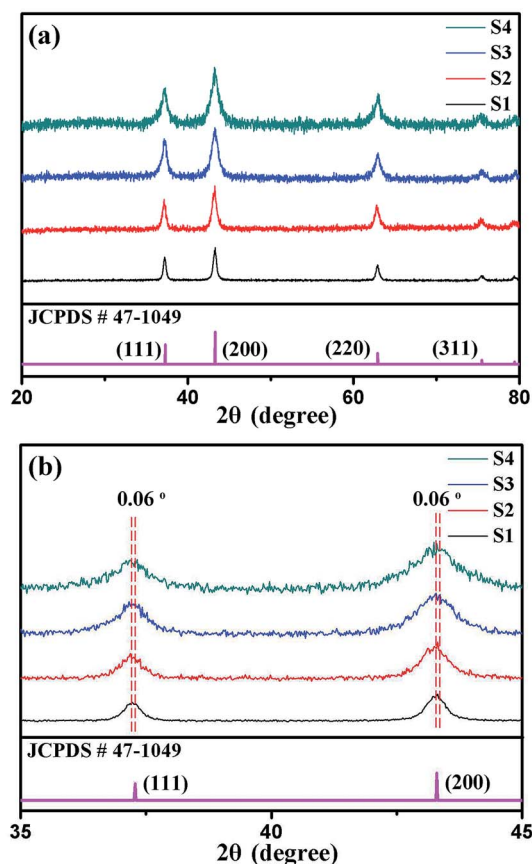 (a)
S4
S3
S2
S1
JCPDS # 47-1049
(111)
(200)
(220)
(311)
20
40
60
80
2θ (degree)
(b)
S4
S3
S2
S1
0.06 °
0.06 °
JCPDS # 47-1049
(111)
(200)
35
40
45
2θ (degree)